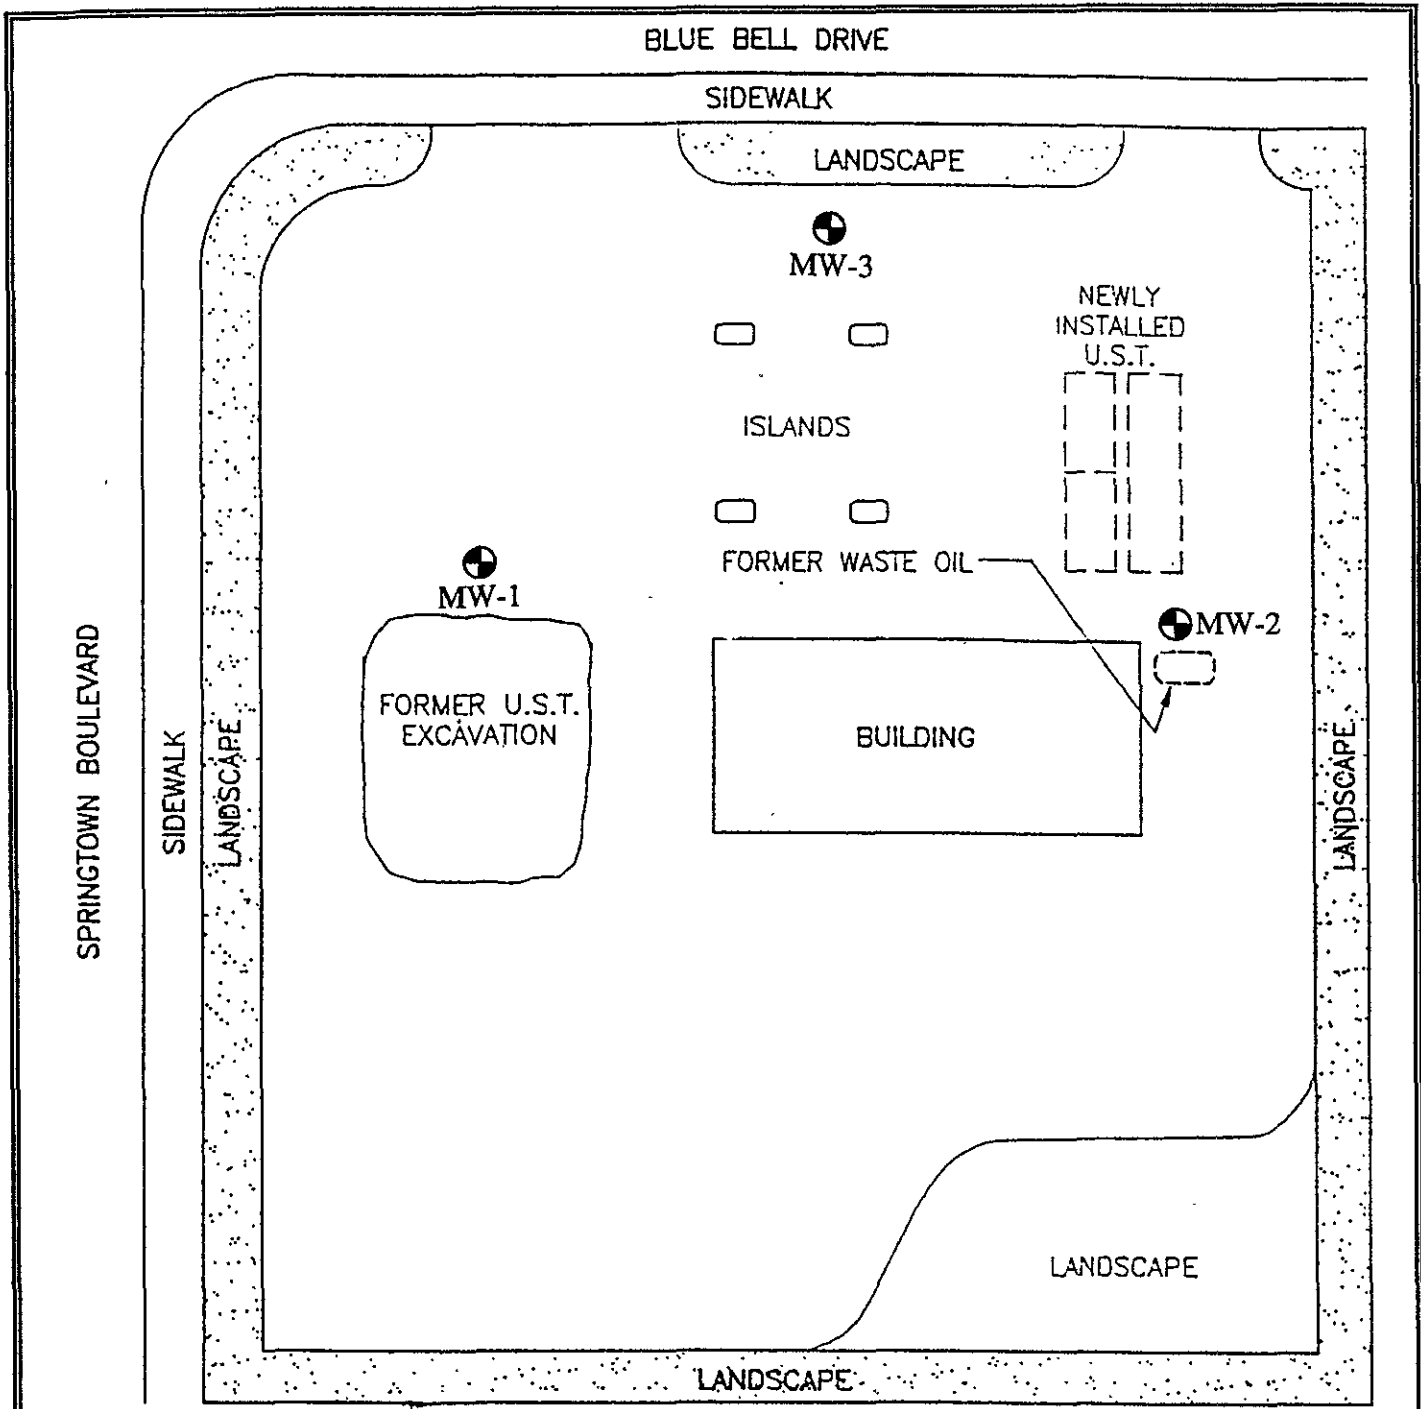 BLUE BELL DRIVE
SIDEWALK
LANDSCAPE
MW-3
NEWLY
INSTALLED
U.S.T.
ISLANDS
FORMER WASTE OIL
MW-1
MW-2
FORMER U.S.T.
EXCAVATION
BUILDING
SPRINGTOWN BOULEVARD
SIDEWALK
LANDSCAPE
LANDSCAPE
LANDSCAPE
LANDSCAPE